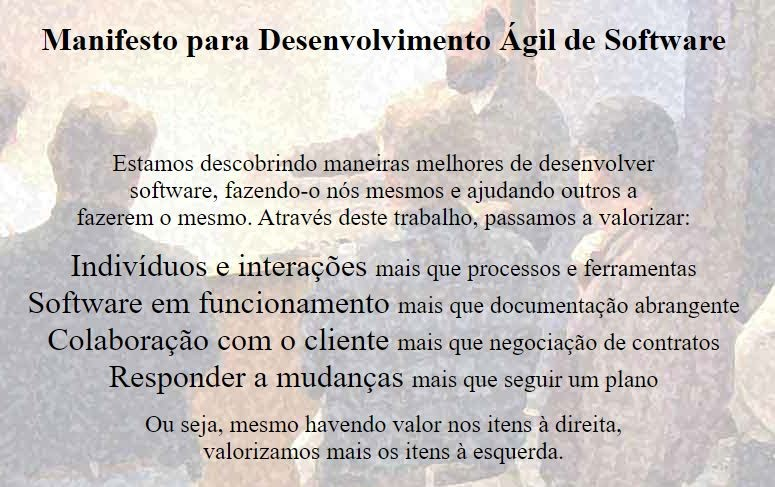 Manifesto para Desenvolvimento Ágil de Software
Estamos descobrindo maneiras melhores de desenvolver
software, fazendo-o nós mesmos e ajudando outros a
fazerem o mesmo. Através deste trabalho, passamos a valorizar:
Indivíduos e interações mais que processos e ferramentas
Software em funcionamento mais que documentação abrangente
Colaboração com o cliente mais que negociação de contratos
Responder a mudanças mais que seguir um plano
Ou seja, mesmo havendo valor nos itens à direita,
valorizamos mais os itens à esquerda.